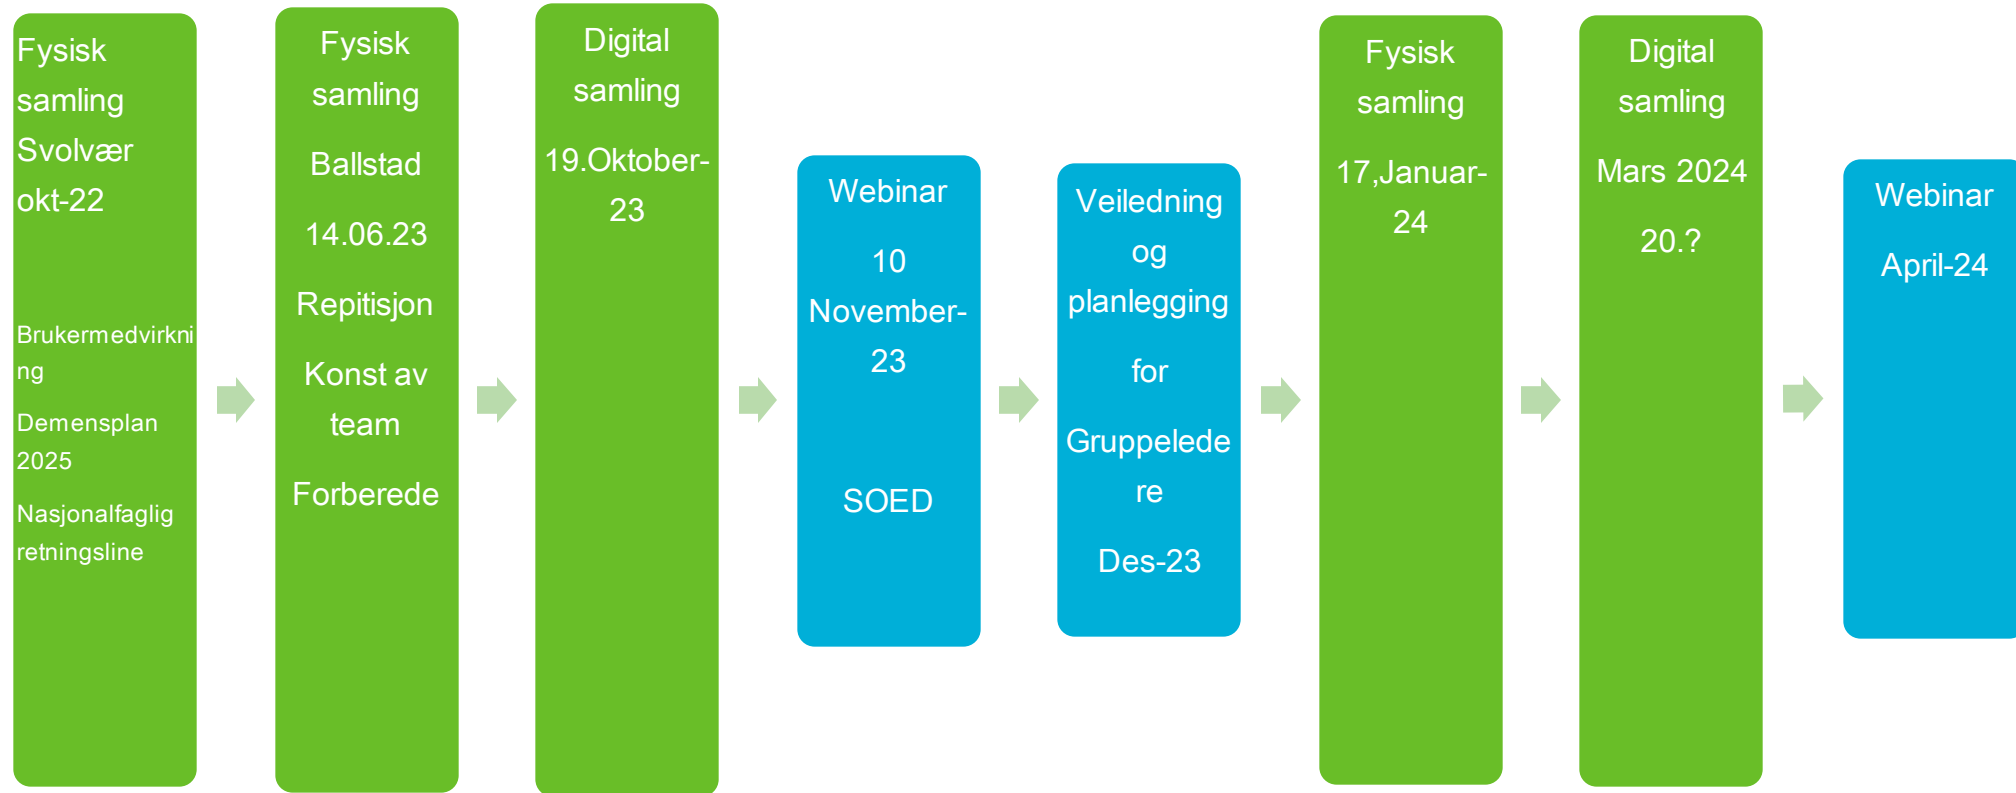 Fysisk
samling
Svolvær
okt-22
Brukermedvirkni
ng
Demensplan
2025
Nasjonalfaglig
retningsline
Fysisk
samling
Ballstad
14.06.23
Repitisjon
Konst av
team
Forberede
Digital
samling
19.Oktober-
23
Webinar
10
November-
23
SOED
Veiledning
og
planlegging
for
Gruppelede
re
Des-23
Fysisk
samling
17,Januar-
24
Digital
samling
Mars 2024
20.?
Webinar
April-24